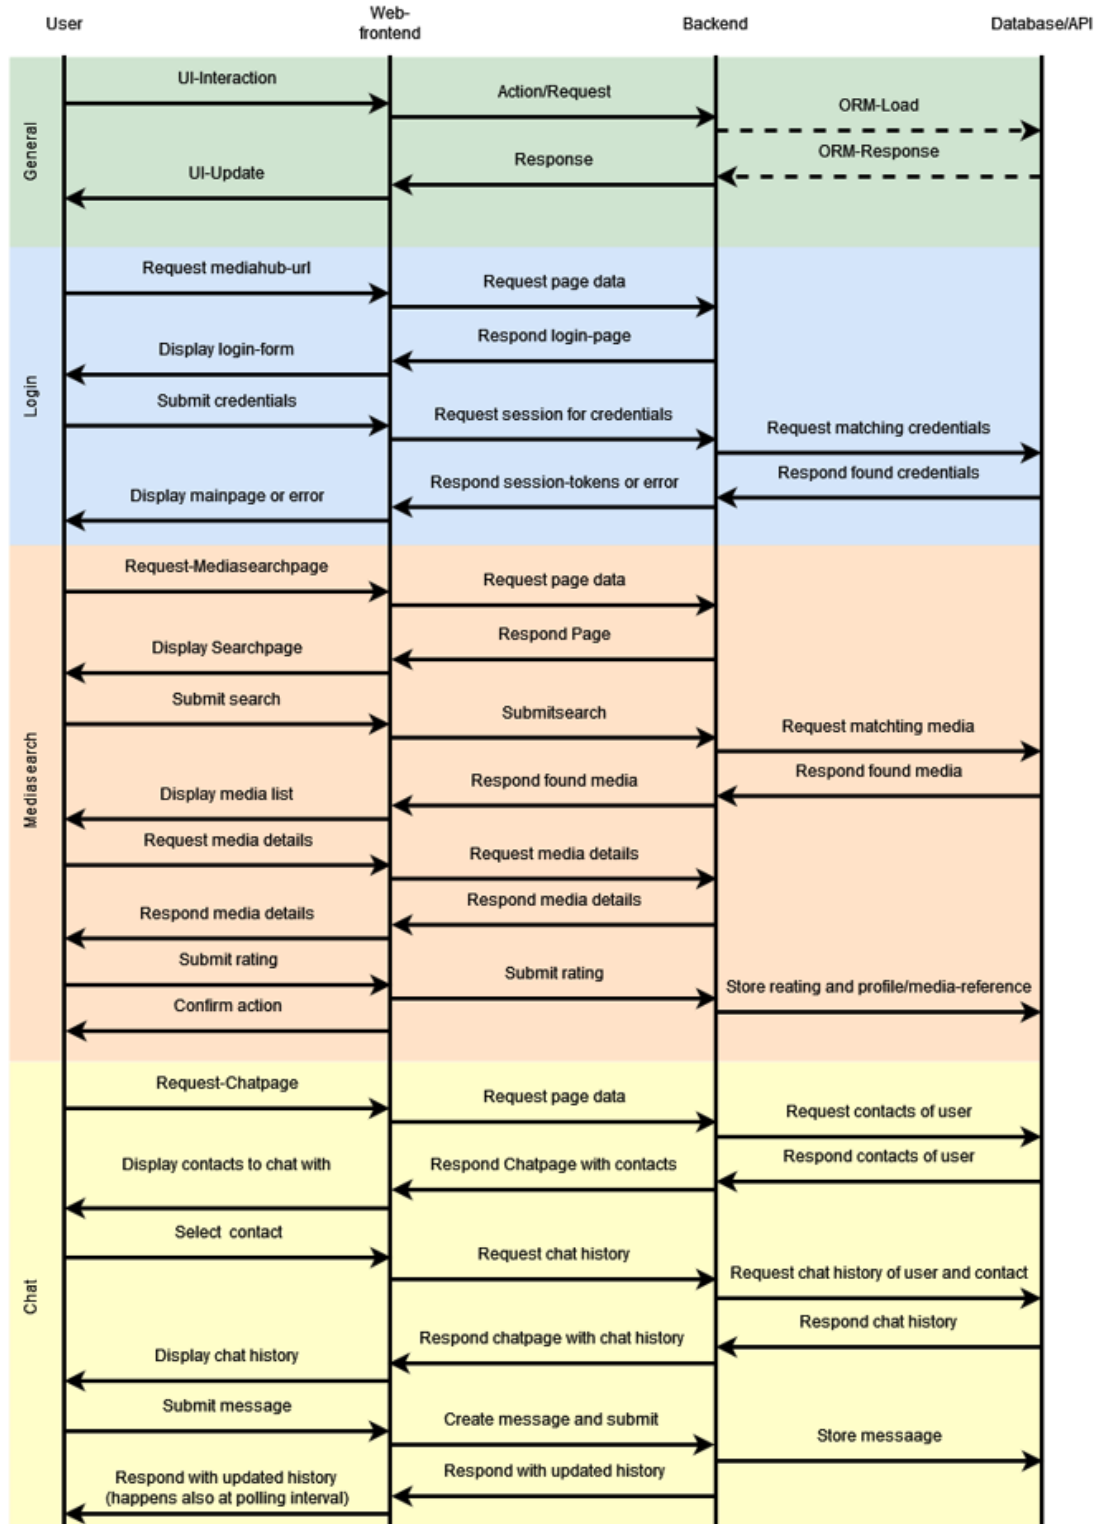 User
Web-
frontend
Backend
Database/API
General
UI-Interaction
Action/Request
ORM-Load
ORM-Response
Response
UI-Update
Login
Request mediahub-url
Request page data
Respond login-page
Display login-form
Submit credentials
Request session for credentials
Request matching credentials
Respond found credentials
Respond session-tokens or error
Display mainpage or error
Mediasearch
Request-Mediasearchpage
Request page data
Respond Page
Display Searchpage
Submit search
Submitsearch
Request matchting media
Respond found media
Respond found media
Display media list
Request media details
Request media details
Respond media details
Respond media details
Submit rating
Submit rating
Store reating and profile/media-reference
Confirm action
Chat
Request-Chatpage
Request page data
Request contacts of user
Respond contacts of user
Respond Chatpage with contacts
Display contacts to chat with
Select contact
Request chat history
Request chat history of user and contact
Respond chat history
Respond chatpage with chat history
Display chat history
Submit message
Create message and submit
Store messaage
Respond with updated history
Respond with updated history
(happens also at polling interval)